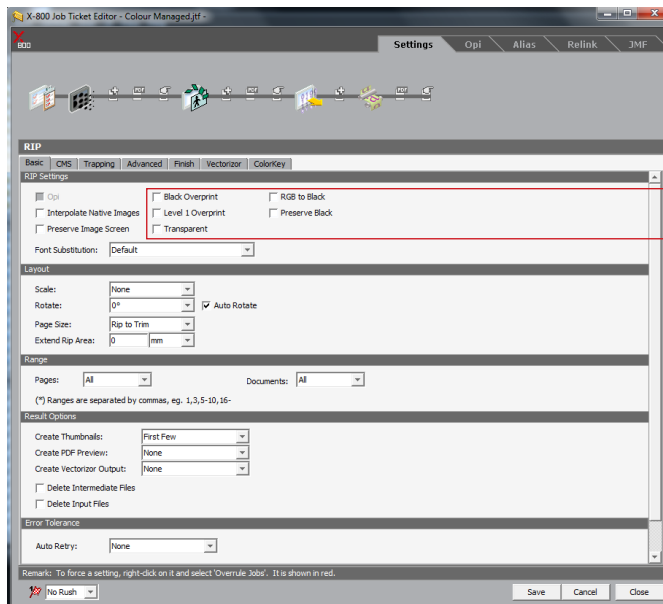 X-800 Job Ticket Editor - Colour Managed.jtf -
X
800
Settings Opi Alias Relink JMF
PDF PDF PDF
RIP
Basic CMS Trapping Advanced Finish Vectorizor ColorKey
RIP Settings
Opi Black Overprint RGB to Black
Interpolate Native Images Level 1 Overprint Preserve Black
Preserve Image Screen Transparent
Font Substitution: Default
Layout
Scale: None
Rotate: 0° Auto Rotate
Page Size: Rip to Trim
Extend Rip Area: 0 mm
Range
Pages: All Documents: All
(*) Ranges are separated by commas, eg. 1,3,5-10,16-
Result Options
Create Thumbnails: First Few
Create PDF Preview: None
Create Vectorizor Output: None
Delete Intermediate Files
Delete Input Files
Error Tolerance
Auto Retry: None
Remark: To force a setting, right-click on it and select 'Overrule Jobs'. It is shown in red.
No Rush Save Cancel Close